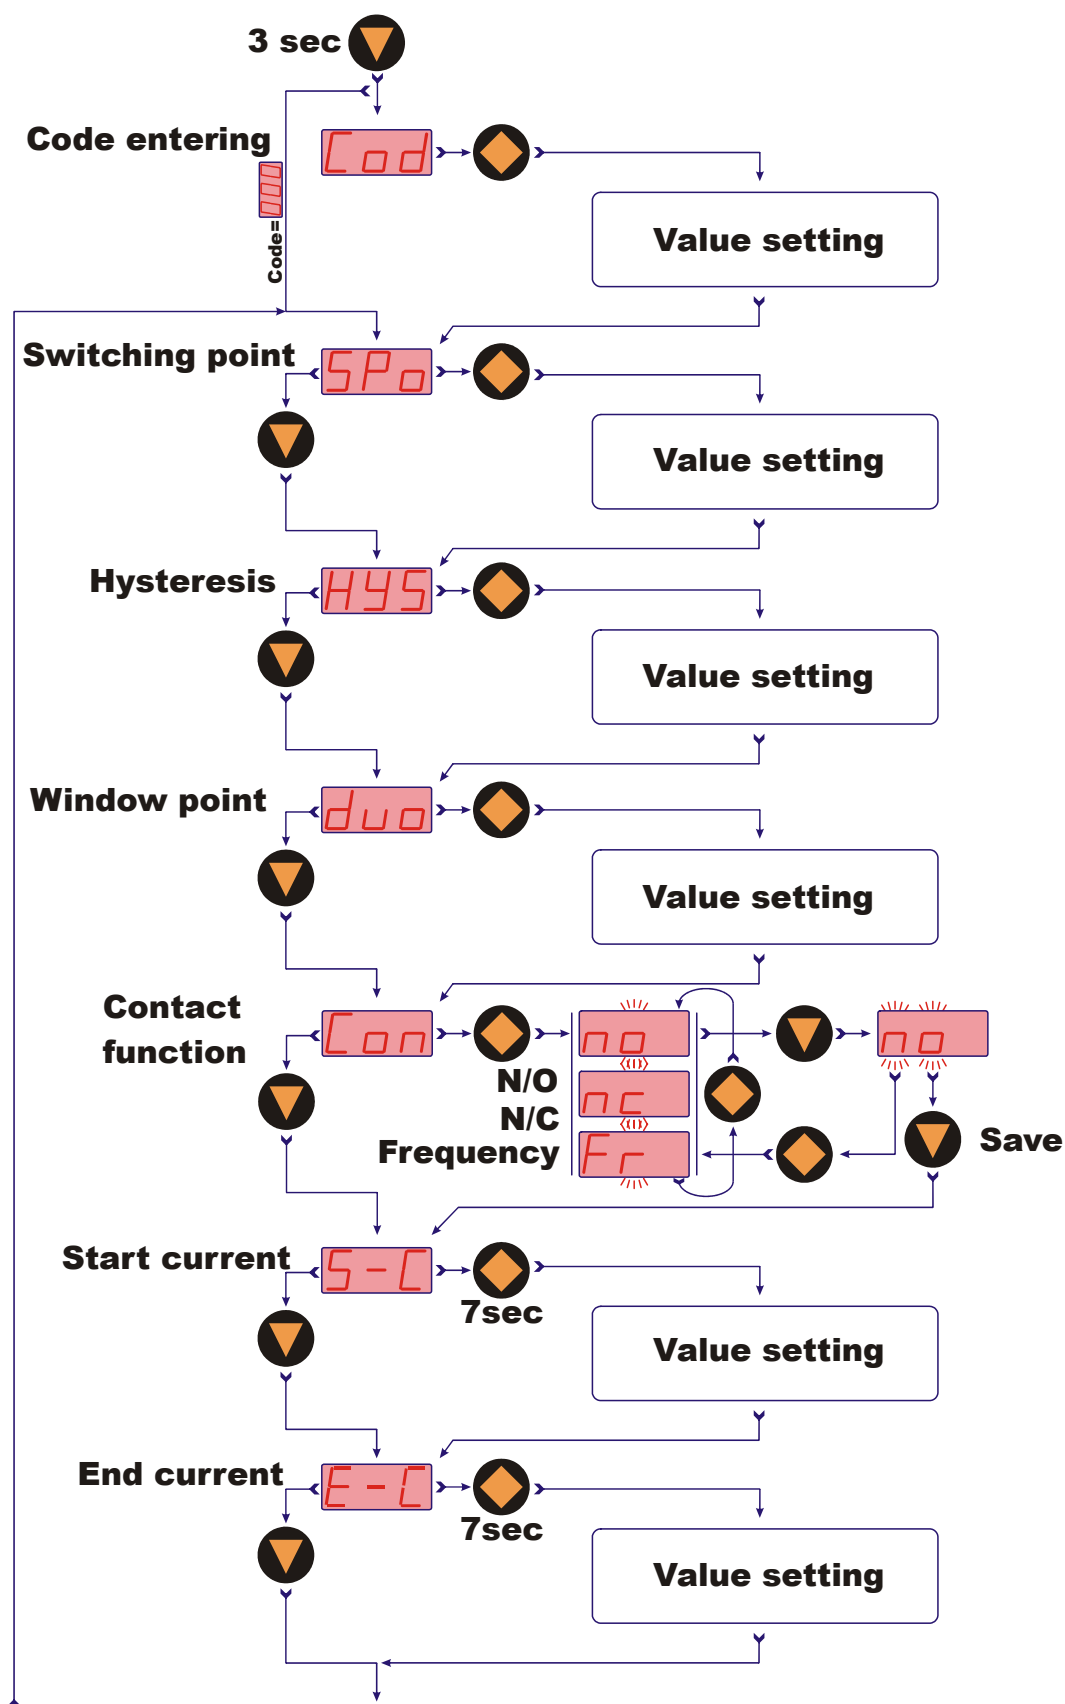 3 sec
Code entering
Cod
Code=000
Value setting
Switching point
SPo
Value setting
Hysteresis
HYS
Value setting
Window point
duo
Value setting
Contact
function
Con
no
no
N/O
nc
N/C
Frequency
Fr
Save
Start current
S-C
7sec
Value setting
End current
E-C
7sec
Value setting